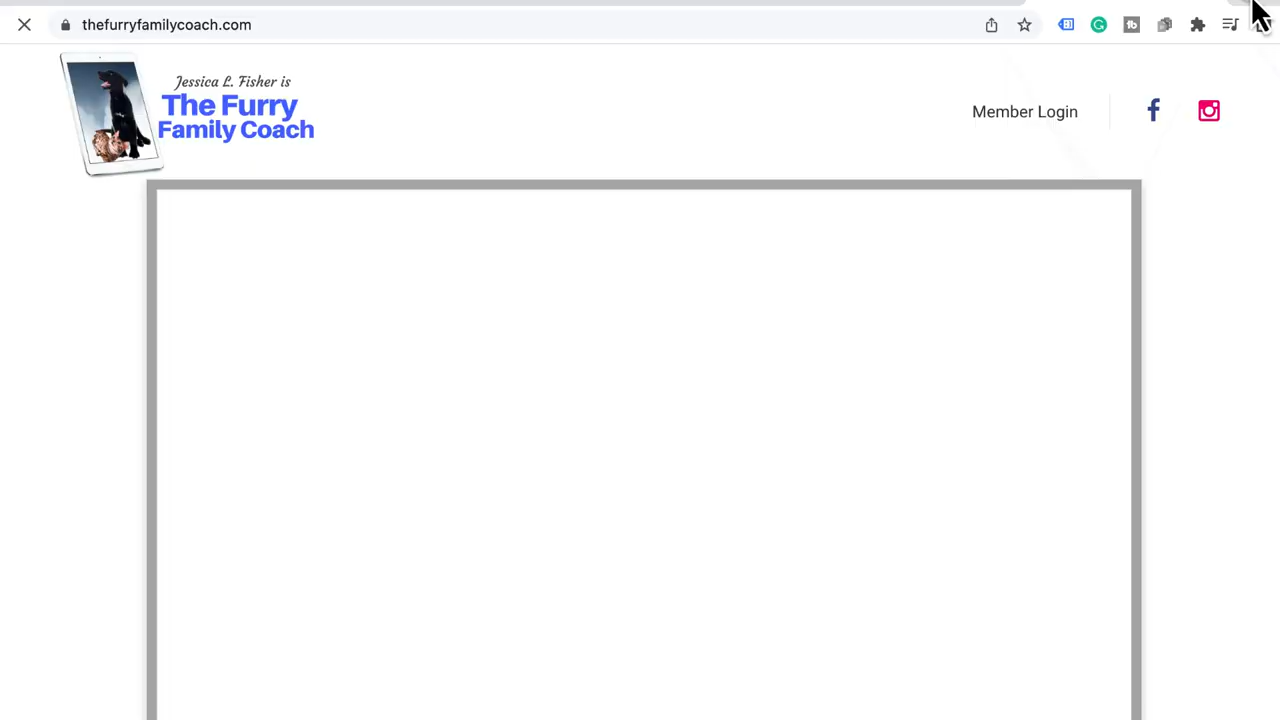 thefurryfamilycoach.com
Jessica L. Fisher is
The Furry
Family Coach
Member Login